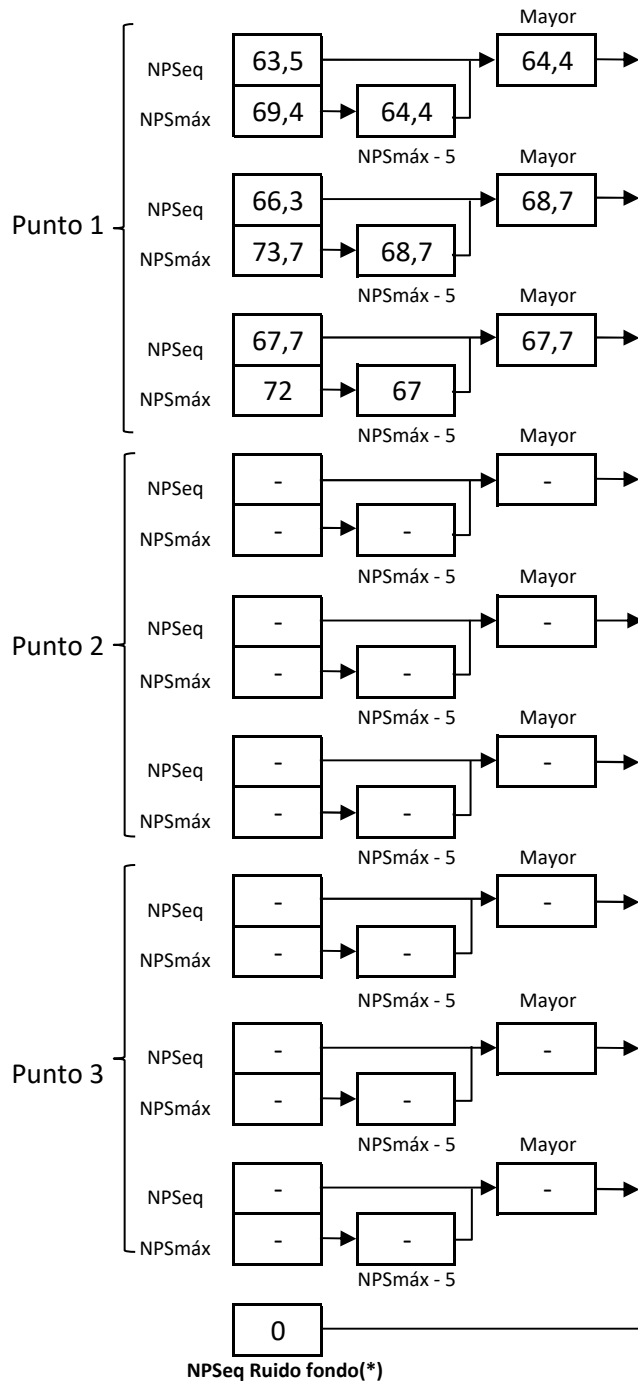 Mayor
NPSeq 63,5 64,4
NPSmáx 69,4 64,4
NPSmáx - 5 Mayor
NPSeq 66,3 68,7
Punto 1
NPSmáx 73,7 68,7
NPSmáx - 5 Mayor
NPSeq 67,7 67,7
NPSmáx 72 67
NPSmáx - 5 Mayor
NPSeq - -
NPSmáx - -
NPSmáx - 5 Mayor
NPSeq - -
Punto 2
NPSmáx - -
NPSmáx - 5 Mayor
NPSeq - -
NPSmáx - -
NPSmáx - 5 Mayor
NPSeq - -
NPSmáx - -
NPSmáx - 5 Mayor
NPSeq - -
Punto 3
NPSmáx - -
NPSmáx - 5 Mayor
NPSeq - -
NPSmáx - -
NPSmáx - 5
0
NPSeq Ruido fondo(*)